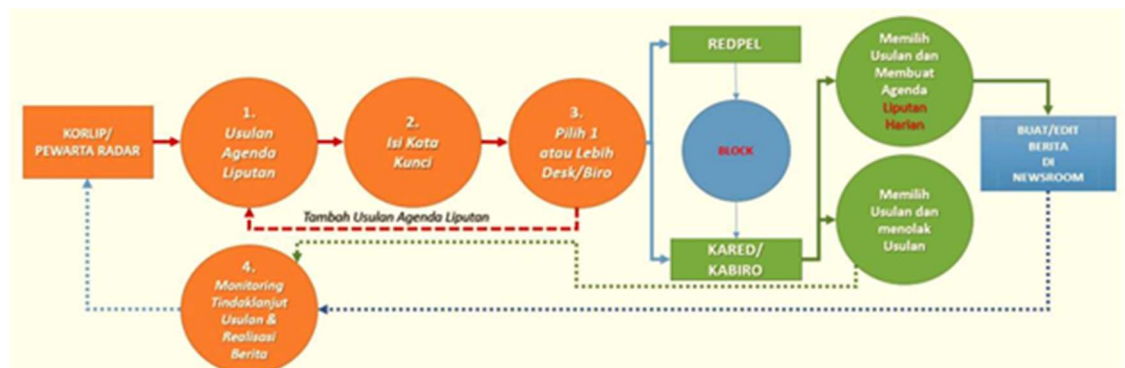 KORLIP/
PEWARTA RADAR
1.
Usulan
Agenda
Liputan
2.
Isi Kata
Kunci
3.
Pilih 1
atau Lebih
Desk/Biro
Tambah Usulan Agenda Liputan
4.
Monitoring
Tindaklanjut
Usulan &
Realisasi
Berita
REDPEL
BLOCK
KARED/
KABIRO
Memilih
Usulan dan
Membuat
Agenda
Liputan
Harian
Memilih
Usulan dan
menolak
Usulan
BUAT/EDIT
BERITA
DI
NEWSROOM